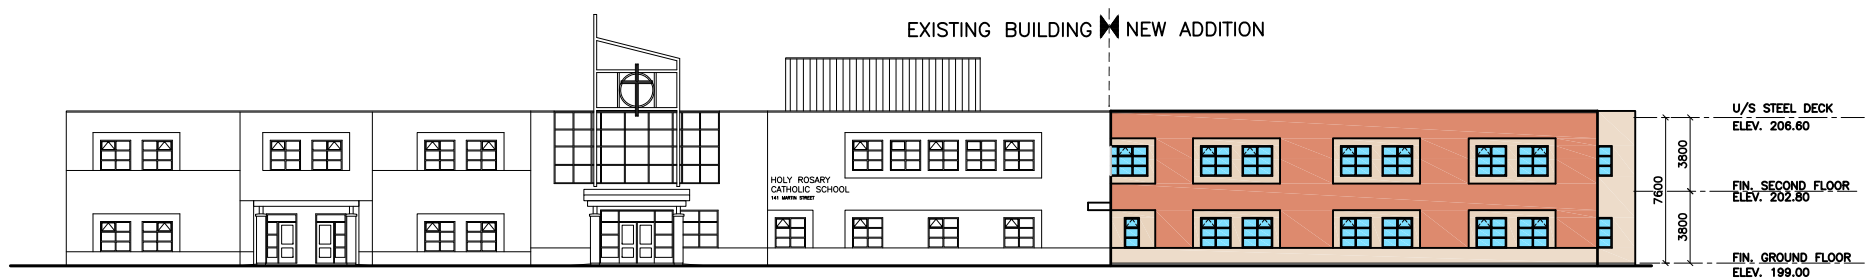 EXISTING BUILDING NEW ADDITION
U/S STEEL DECK
ELEV. 206.60
3800
HOLY ROSARY
CATHOLIC SCHOOL
141 MARTIN STREET
7600
FIN. SECOND FLOOR
ELEV. 202.80
3800
FIN. GROUND FLOOR
ELEV. 199.00